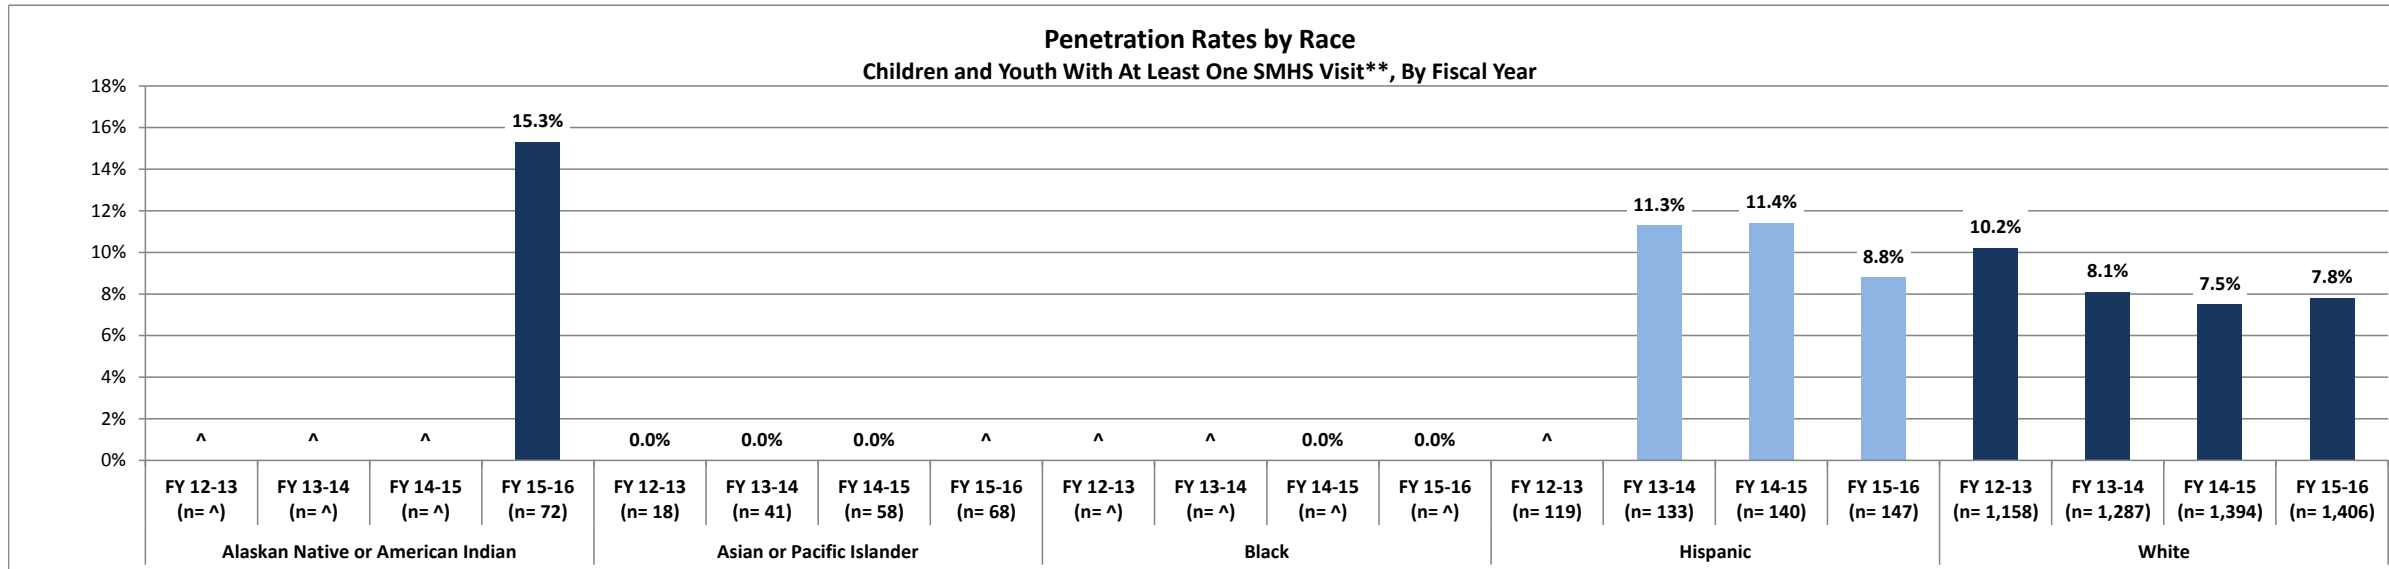 Penetration Rates by Race
Children and Youth With At Least One SMHS Visit**, By Fiscal Year
18%
16%
14%
12%
10%
8%
6%
4%
2%
0%
^ ^ ^ 15.3% 0.0% 0.0% 0.0% ^ ^ ^ 0.0% 0.0% ^ 11.3% 11.4% 8.8% 10.2% 8.1% 7.5% 7.8%
FY 12-13 FY 13-14 FY 14-15 FY 15-16 FY 12-13 FY 13-14 FY 14-15 FY 15-16 FY 12-13 FY 13-14 FY 14-15 FY 15-16 FY 12-13 FY 13-14 FY 14-15 FY 15-16 FY 12-13 FY 13-14 FY 14-15 FY 15-16
(n= ^) (n= ^) (n= ^) (n= 72) (n= 18) (n= 41) (n= 58) (n= 68) (n= ^) (n= ^) (n= ^) (n= ^) (n= 119) (n= 133) (n= 140) (n= 147) (n= 1,158) (n= 1,287) (n= 1,394) (n= 1,406)
Alaskan Native or American Indian Asian or Pacific Islander Black Hispanic White